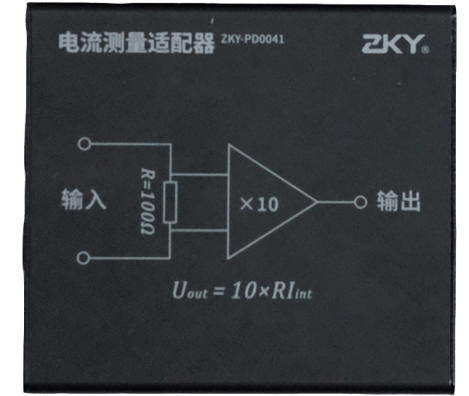 电流测量适配器 ZKY-PD0041 ZKY®
输入
R=100Ω
×10
输出
Uout = 10×RIint